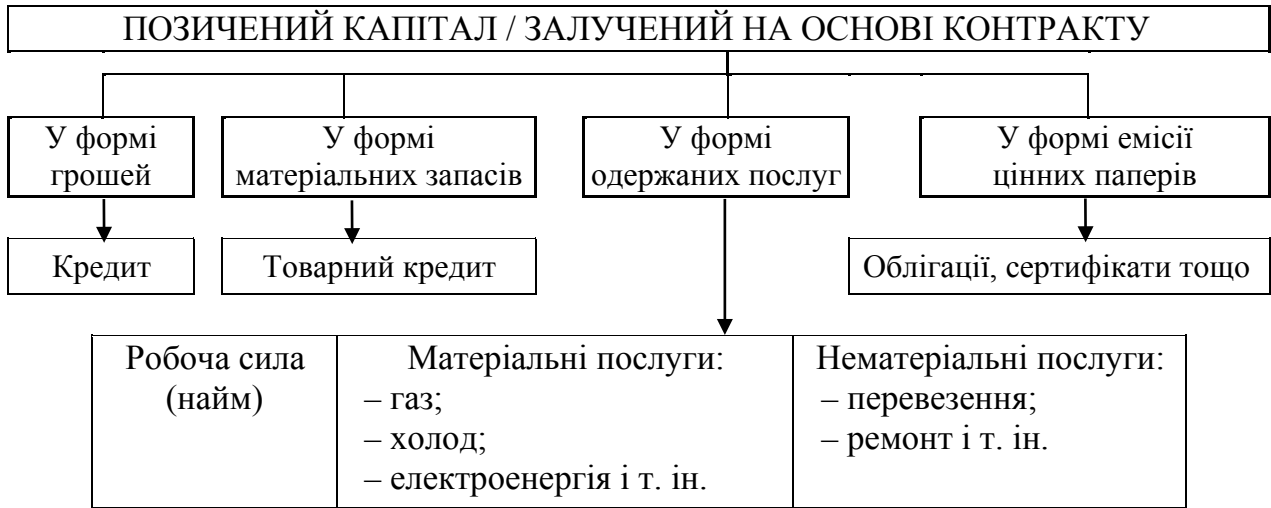 ПОЗИЧЕНИЙ КАПІТАЛ / ЗАЛУЧЕНИЙ НА ОСНОВІ КОНТРАКТУ
У формі
грошей
У формі
матеріальних запасів
У формі
одержаних послуг
У формі емісії
цінних паперів
Кредит
Товарний кредит
Облігації, сертифікати тощо
Робоча сила
(найм)
Матеріальні послуги:
– газ;
– холод;
– електроенергія і т. ін.
Нематеріальні послуги:
– перевезення;
– ремонт і т. ін.